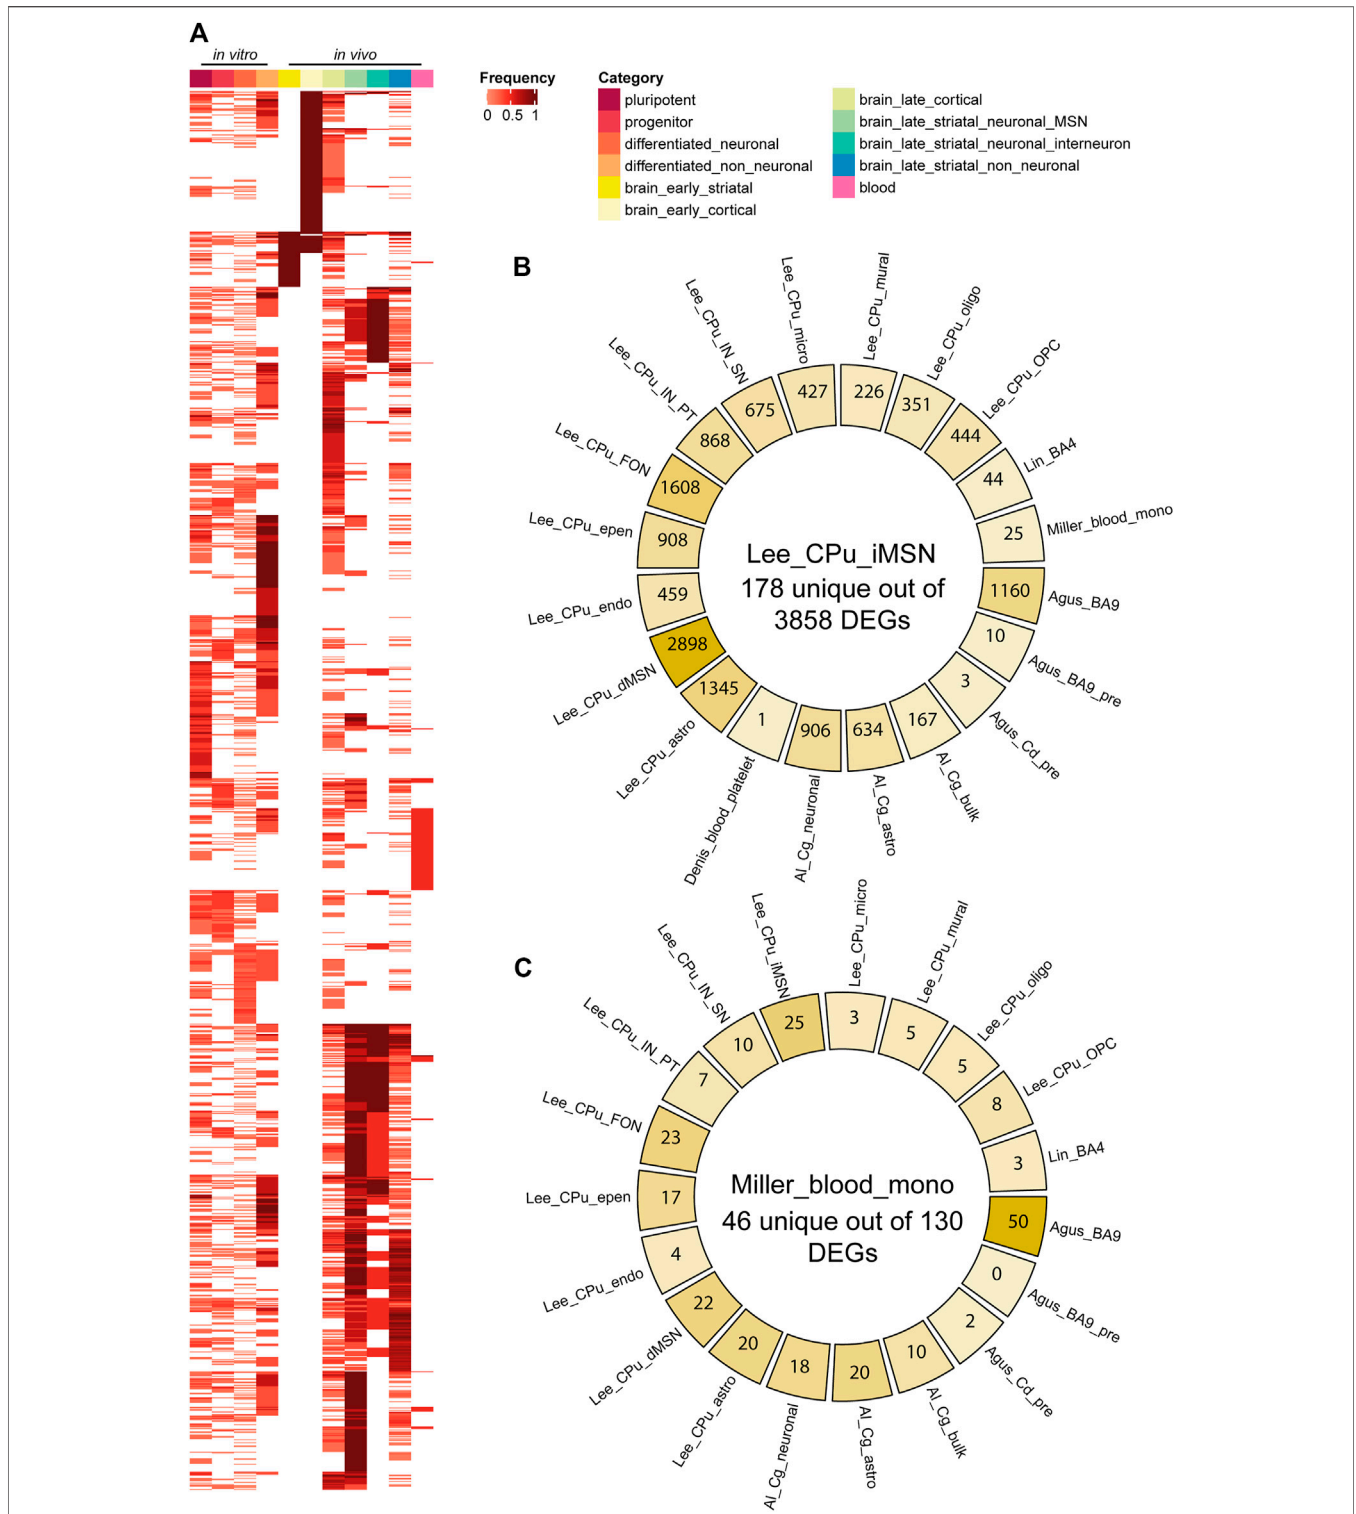 A
in vitro
in vivo
Frequency
0 0.5 1
Category
pluripotent
progenitor
differentiated_neuronal
differentiated_non_neuronal
brain_early_striatal
brain_early_cortical
brain_late_cortical
brain_late_striatal_neuronal_MSN
brain_late_striatal_neuronal_interneuron
brain_late_striatal_non_neuronal
blood
B
Lee_CPu_iMSN
178 unique out of
3858 DEGs
Lee_CPu_mural
226
Lee_CPu_oligo
351
Lee_CPu_OPC
444
Lin_BA4
44
Miller_blood_mono
25
Agus_BA9
1160
Agus_BA9_pre
10
Agus_Cd_pre
3
Al_Cg_bulk
167
Al_Cg_astro
634
Al_Cg_neuronal
906
Denis_blood_platelet
1
Lee_CPu_astro
1345
Lee_CPu_dMSN
2898
Lee_CPu_endo
459
Lee_CPu_epen
908
Lee_CPu_FON
1608
Lee_CPu_IN_PT
868
Lee_CPu_IN_SN
675
Lee_CPu_micro
427
C
Miller_blood_mono
46 unique out of 130
DEGs
Lee_CPu_micro
3
Lee_CPu_mural
5
Lee_CPu_oligo
5
Lee_CPu_OPC
8
Lin_BA4
3
Agus_BA9
50
Agus_BA9_pre
0
Agus_Cd_pre
2
Al_Cg_bulk
10
Al_Cg_astro
20
Al_Cg_neuronal
18
Lee_CPu_astro
20
Lee_CPu_dMSN
22
Lee_CPu_endo
4
Lee_CPu_epen
17
Lee_CPu_FON
23
Lee_CPu_IN_PT
7
Lee_CPu_IN_SN
10
Lee_CPu_iMSN
25